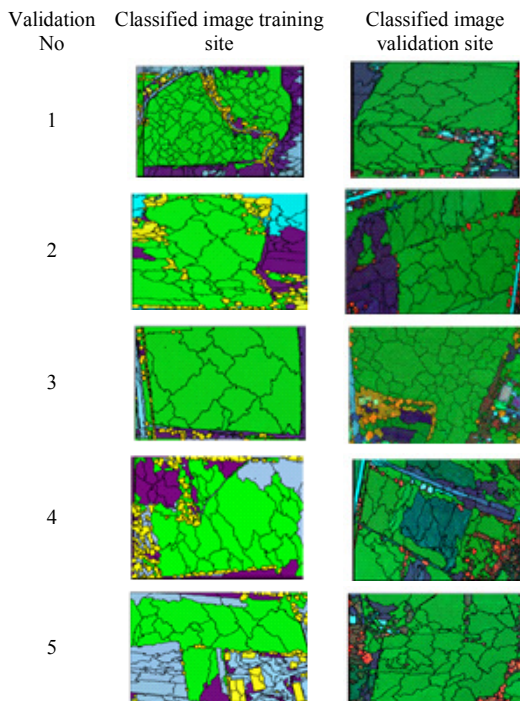 Validation No
Classified image training site
Classified image validation site
1
2
3
4
5